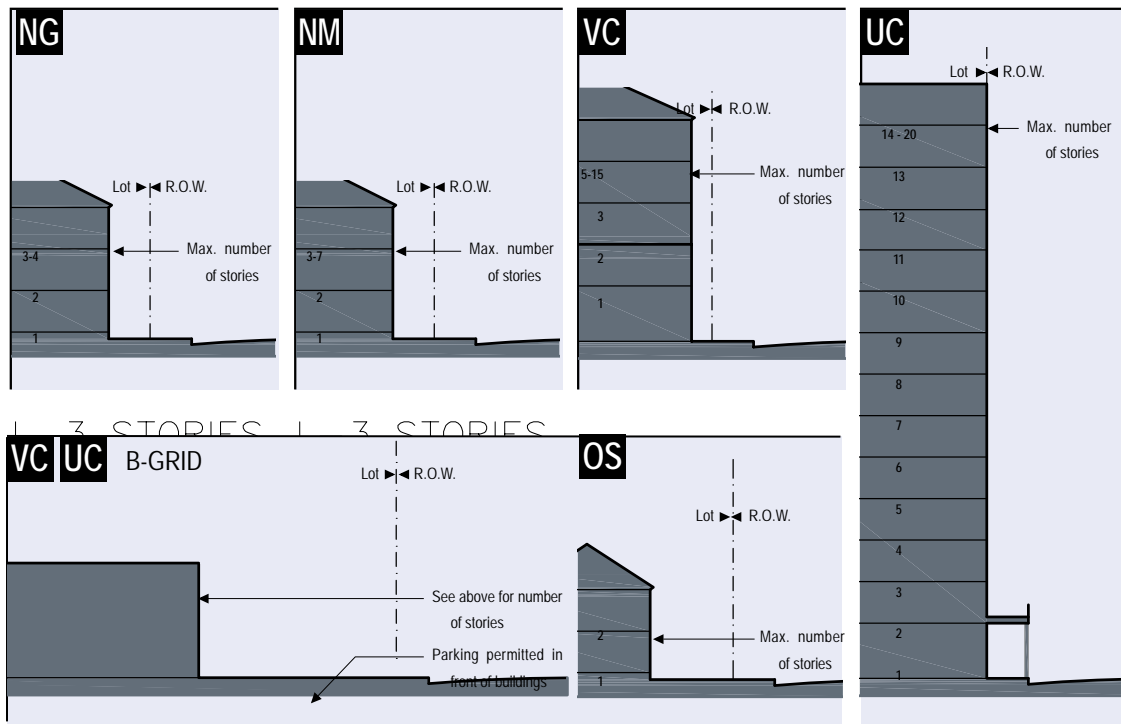 NG
Lot R.O.W.
Max. number
of stories
3-4
2
1
NM
Lot R.O.W.
Max. number
of stories
3-7
2
1
VC
Lot R.O.W.
Max. number
of stories
5-15
3
2
1
UC
Lot R.O.W.
Max. number
of stories
14 - 20
13
12
11
10
9
8
7
6
5
4
3
2
1
3 STORIES 3 STORIES
VC UC B-GRID
Lot R.O.W.
See above for number
of stories
Parking permitted in
front of buildings
OS
Lot R.O.W.
Max. number
of stories
2
1